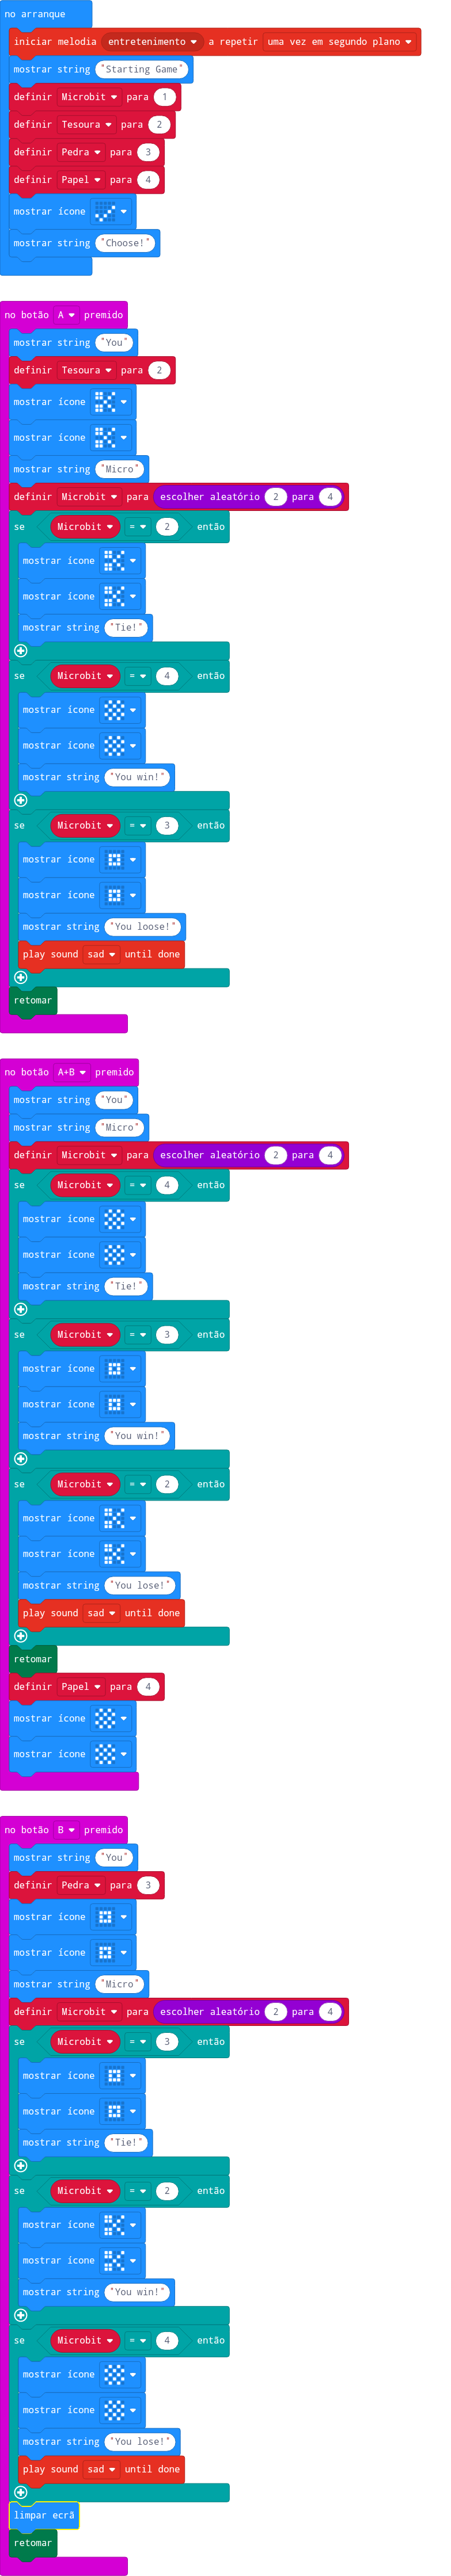 no arranque
iniciar melodia entretenimento a repetir uma vez em segundo plano
mostrar string "Starting Game"
definir Microbit para 1
definir Tesoura para 2
definir Pedra para 3
definir Papel para 4
mostrar ícone
mostrar string "Choose!"
no botão A premido
mostrar string "You"
definir Tesoura para 2
mostrar ícone
mostrar ícone
mostrar string "Micro"
definir Microbit para escolher aleatório 2 para 4
se Microbit = 2 então
mostrar ícone
mostrar ícone
mostrar string "Tie!"
se Microbit = 4 então
mostrar ícone
mostrar ícone
mostrar string "You win!"
se Microbit = 3 então
mostrar ícone
mostrar ícone
mostrar string "You loose!"
play sound sad until done
retomar
no botão A+B premido
mostrar string "You"
mostrar string "Micro"
definir Microbit para escolher aleatório 2 para 4
se Microbit = 4 então
mostrar ícone
mostrar ícone
mostrar string "Tie!"
se Microbit = 3 então
mostrar ícone
mostrar ícone
mostrar string "You win!"
se Microbit = 2 então
mostrar ícone
mostrar ícone
mostrar string "You lose!"
play sound sad until done
retomar
definir Papel para 4
mostrar ícone
mostrar ícone
no botão B premido
mostrar string "You"
definir Pedra para 3
mostrar ícone
mostrar ícone
mostrar string "Micro"
definir Microbit para escolher aleatório 2 para 4
se Microbit = 3 então
mostrar ícone
mostrar ícone
mostrar string "Tie!"
se Microbit = 2 então
mostrar ícone
mostrar ícone
mostrar string "You win!"
se Microbit = 4 então
mostrar ícone
mostrar ícone
mostrar string "You lose!"
play sound sad until done
limpar ecrã
retomar